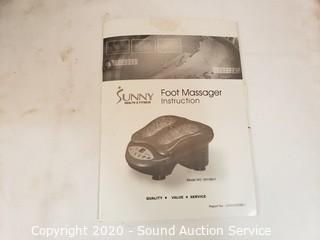 SUNNY
HEALTH & FITNESS
Foot Massager
Instruction
QUALITY • VALUE • SERVICE
Copyright 2020 - Sound Auction Service